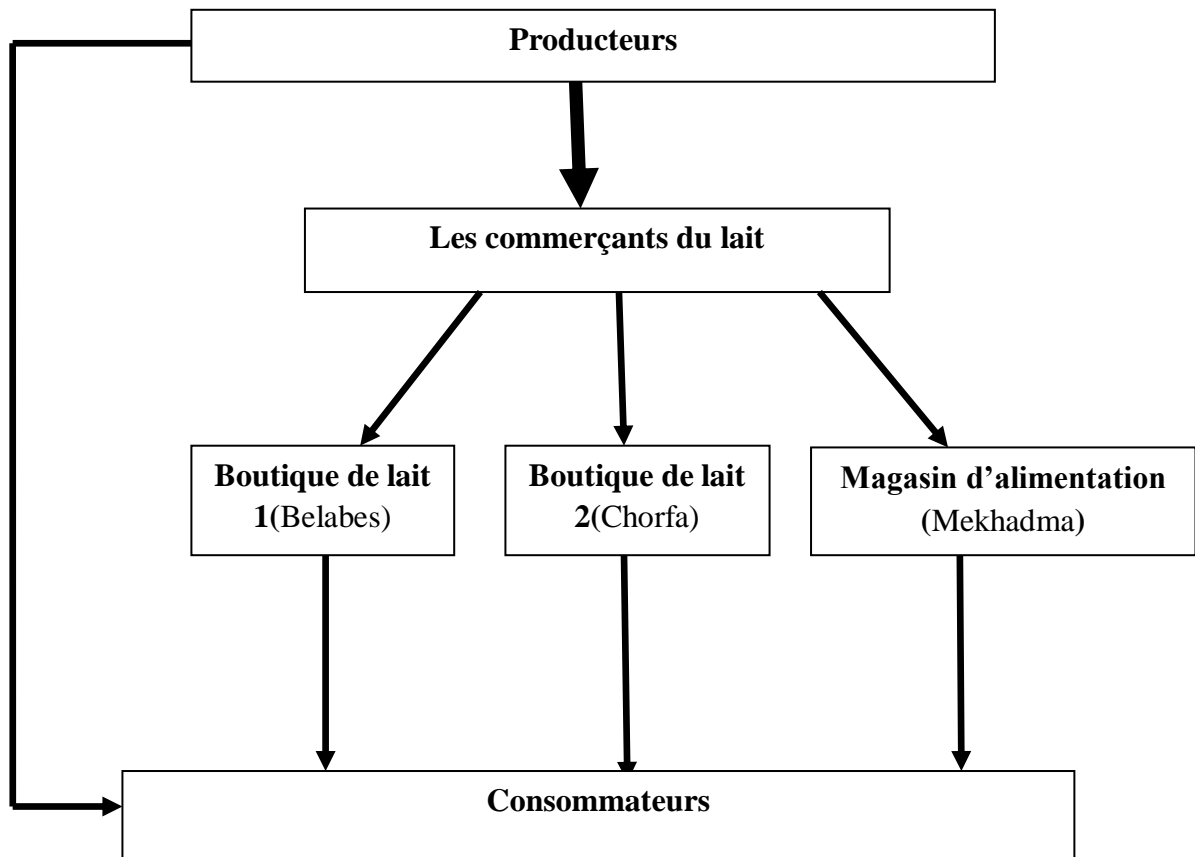 Producteurs
Les commerçants du lait
Boutique de lait
1(Belabes)
Boutique de lait
2(Chorfa)
Magasin d’alimentation
(Mekhadma)
Consommateurs